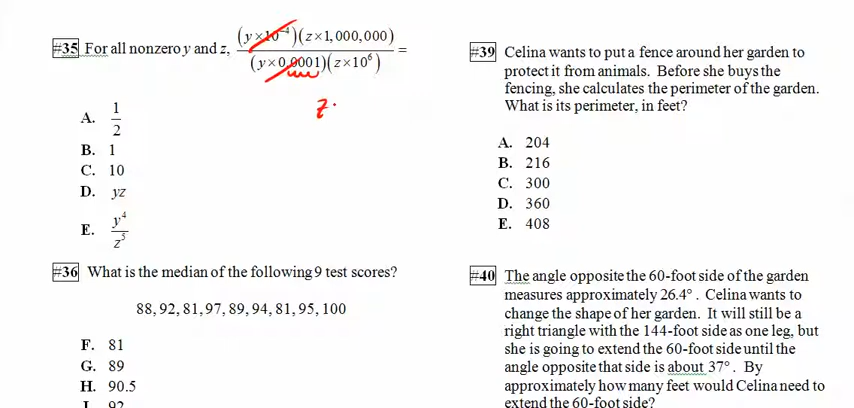 #35 For all nonzero y and z, (y×10⁻⁴)(z×1,000,000) / (y×0.0001)(z×10⁶) =
z.
A. 1/2
B. 1
C. 10
D. yz
E. y⁴/z⁵
#36 What is the median of the following 9 test scores?
88, 92, 81, 97, 89, 94, 81, 95, 100
F. 81
G. 89
H. 90.5
I. 92
#39 Celina wants to put a fence around her garden to
protect it from animals. Before she buys the
fencing, she calculates the perimeter of the garden.
What is its perimeter, in feet?
A. 204
B. 216
C. 300
D. 360
E. 408
#40 The angle opposite the 60-foot side of the garden
measures approximately 26.4°. Celina wants to
change the shape of her garden. It will still be a
right triangle with the 144-foot side as one leg, but
she is going to extend the 60-foot side until the
angle opposite that side is about 37°. By
approximately how many feet would Celina need to
extend the 60-foot side?